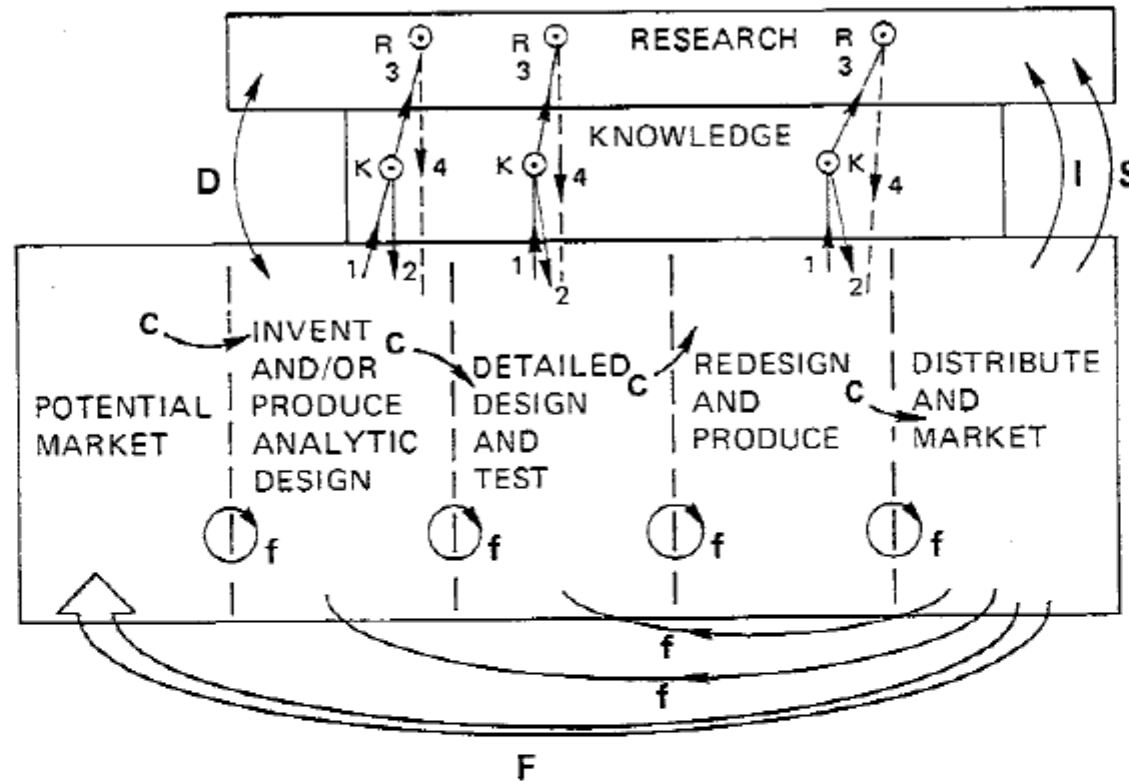 R R RESEARCH R
3 3 3
KNOWLEDGE
K K K
4 4 4
D I S
1 2 1 2 1 2
C C C C
POTENTIAL
MARKET
INVENT
AND/OR
PRODUCE
ANALYTIC
DESIGN
DETAILED
DESIGN
AND
TEST
REDESIGN
AND
PRODUCE
DISTRIBUTE
AND
MARKET
f f f f
f
f
F